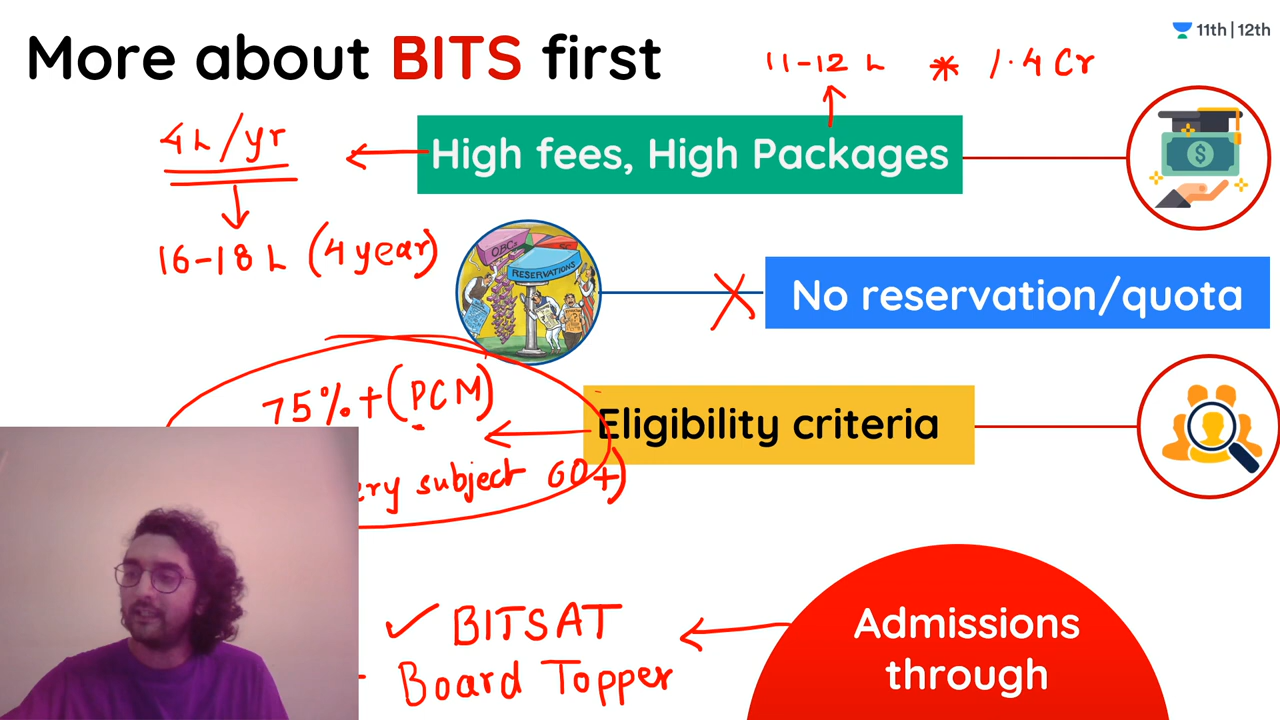 More about BITS first
11th | 12th
11-12 L * 1.4 Cr
4L/yr
High fees, High Packages
16-18 L (4 year)
OBCs
RESERVATIONS
No reservation/quota
75%+(PCM)
Eligibility criteria
subject 60+)
Admissions
through
✓ BITSAT
Board Topper